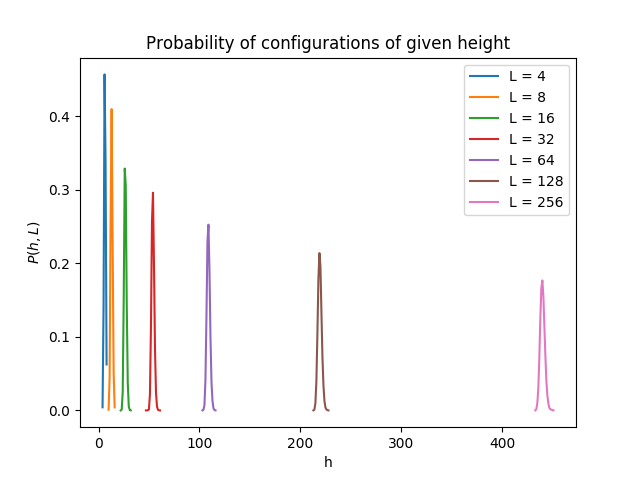 Probability of configurations of given height
L = 4
L = 8
L = 16
L = 32
L = 64
L = 128
L = 256
P(h, L)
0.4
0.3
0.2
0.1
0.0
0
100
200
300
400
h